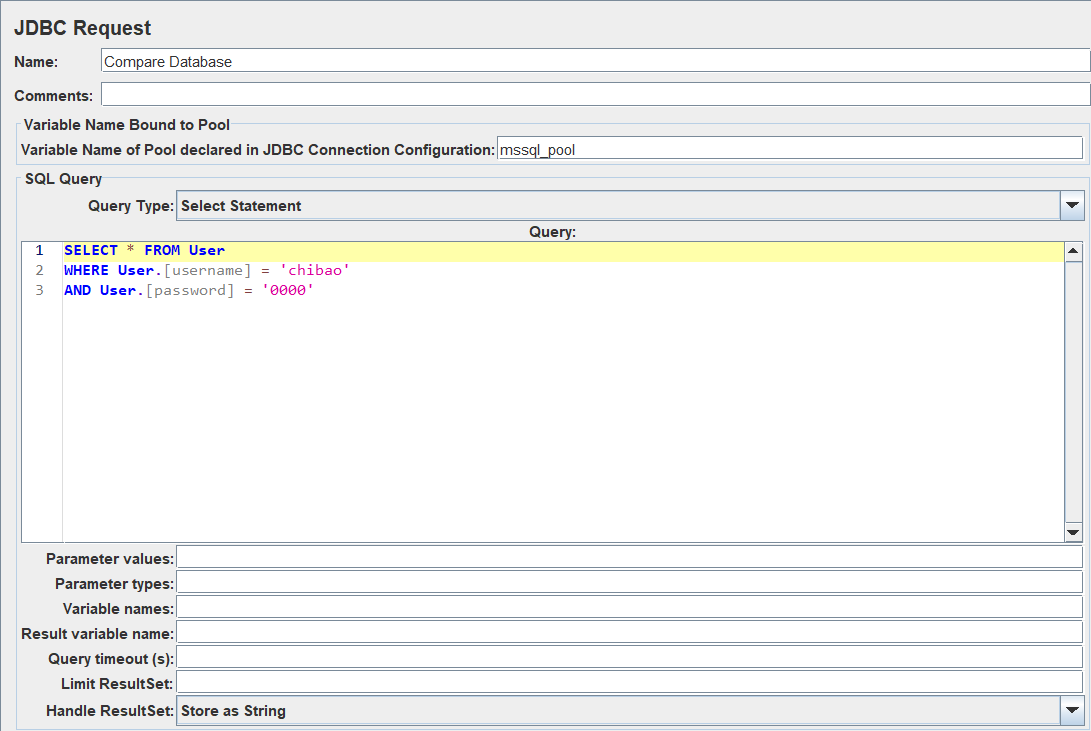 JDBC Request
Name: Compare Database
Comments:
Variable Name Bound to Pool
Variable Name of Pool declared in JDBC Connection Configuration: mssql_pool
SQL Query
Query Type: Select Statement
Query:
1 SELECT * FROM User
2 WHERE User.[username] = 'chibao'
3 AND User.[password] = '0000'
Parameter values:
Parameter types:
Variable names:
Result variable name:
Query timeout (s):
Limit ResultSet:
Handle ResultSet: Store as String